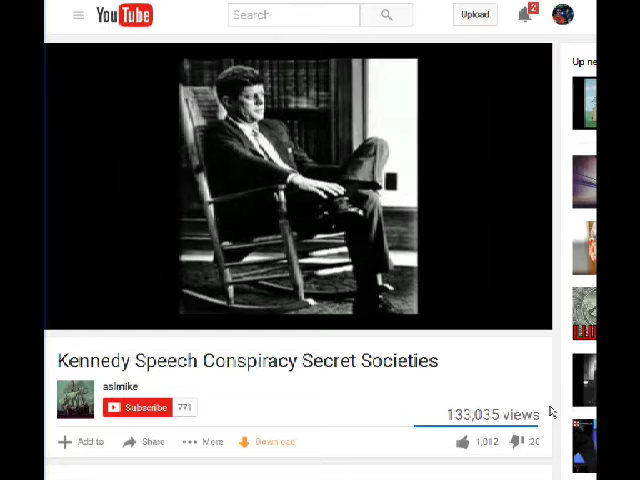 YouTube
Search
Upload
2
Up ne
Kennedy Speech Conspiracy Secret Societies
aslmike
Subscribe 771
133,035 views
Add to Share More Download 1,012 20